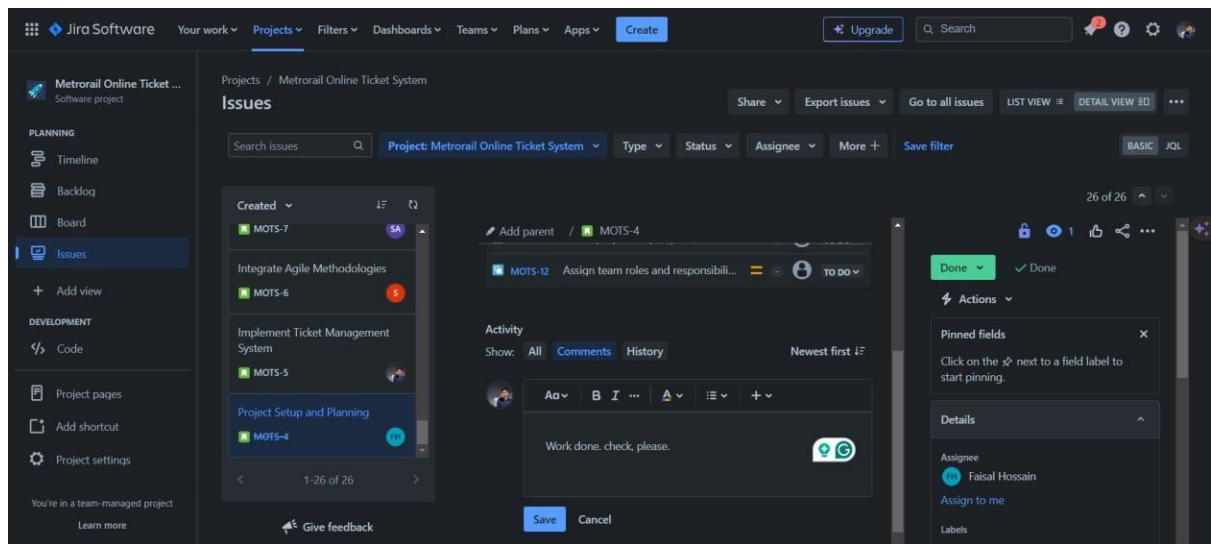 Jira Software Your work Projects Filters Dashboards Teams Plans Apps Create Upgrade Search 2
Metrorail Online Ticket ...
Software project
PLANNING
Timeline
Backlog
Board
Issues
Add view
DEVELOPMENT
Code
Project pages
Add shortcut
Project settings
You're in a team-managed project
Learn more
Projects / Metrorail Online Ticket System
Issues
Share Export issues Go to all issues LIST VIEW DETAIL VIEW
Search issues Project: Metrorail Online Ticket System Type Status Assignee More + Save filter BASIC JQL
26 of 26
Created
MOTS-7 SA
Integrate Agile Methodologies
MOTS-6 S
Implement Ticket Management
System
MOTS-5
Project Setup and Planning
MOTS-4 FH
1-26 of 26
Give feedback
Add parent / MOTS-4
MOTS-12 Assign team roles and responsibili... TO DO
Activity
Show: All Comments History Newest first
Aa B I ... A +
Work done. check, please.
Save Cancel
1
Done Done
Actions
Pinned fields
Click on the next to a field label to
start pinning.
Details
Assignee
FH Faisal Hossain
Assign to me
Labels